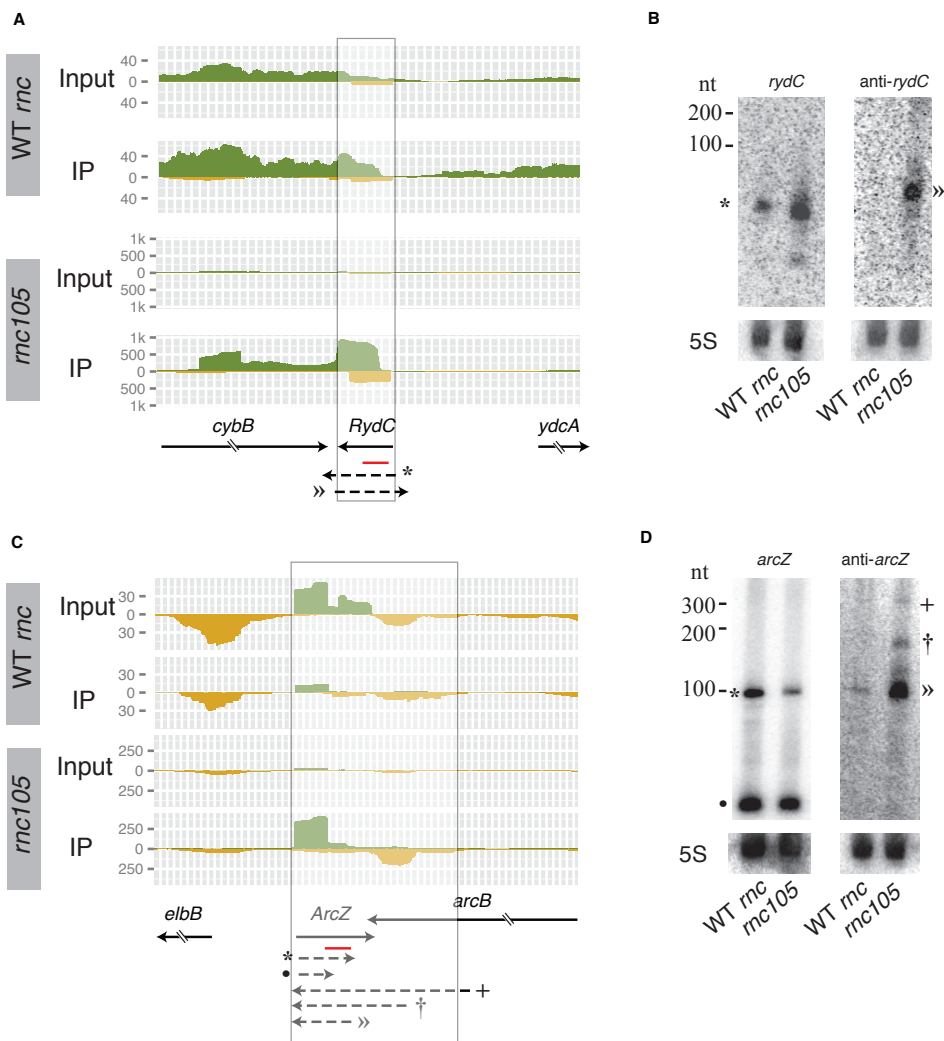 A
WT rnc
Input
40
0
40
IP
40
0
40
rnc105
Input
1k
500
0
500
1k
IP
1k
500
0
500
1k
cybB
RydC
ydcA
*
»
B
nt
rydC
anti-rydC
200
100
*
»
5S
WT rnc
rnc105
WT rnc
rnc105
C
WT rnc
Input
30
0
30
IP
30
0
30
rnc105
Input
250
0
250
IP
250
0
250
elbB
ArcZ
arcB
*
•
+
†
»
D
nt
arcZ
anti-arcZ
300
200
100
*
•
+
†
»
5S
WT rnc
rnc105
WT rnc
rnc105